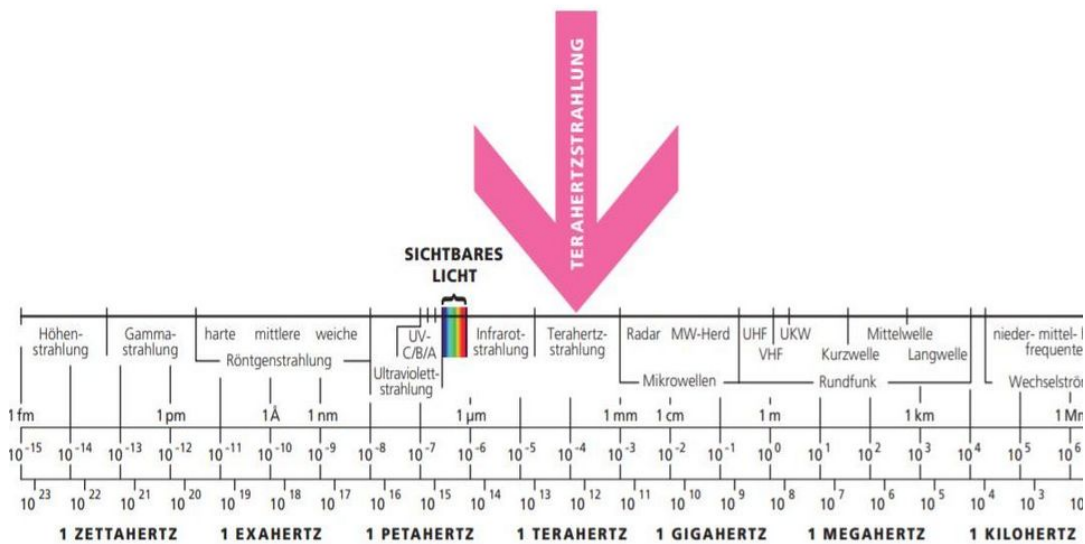 TERAHERTZSTRAHLUNG
SICHTBARES
LICHT
Höhen-
strahlung
Gamma-
strahlung
harte mittlere weiche
Röntgenstrahlung
UV-
C/B/A
Ultraviolett-
strahlung
Infrarot-
strahlung
Terahertz-
strahlung
Radar MW-Herd
Mikrowellen
UHF UKW
VHF
Mittelwelle
Kurzwelle Langwelle
Rundfunk
nieder- mittel-
frequente
Wechselström
1 fm 1 pm 1 Å 1 nm 1 µm 1 mm 1 cm 1 m 1 km 1 Mm
10⁻¹⁵ 10⁻¹⁴ 10⁻¹³ 10⁻¹² 10⁻¹¹ 10⁻¹⁰ 10⁻⁹ 10⁻⁸ 10⁻⁷ 10⁻⁶ 10⁻⁵ 10⁻⁴ 10⁻³ 10⁻² 10⁻¹ 10⁰ 10¹ 10² 10³ 10⁴ 10⁵ 10⁶
10²³ 10²² 10²¹ 10²⁰ 10¹⁹ 10¹⁸ 10¹⁷ 10¹⁶ 10¹⁵ 10¹⁴ 10¹³ 10¹² 10¹¹ 10¹⁰ 10⁹ 10⁸ 10⁷ 10⁶ 10⁵ 10⁴ 10³
1 ZETTAHERTZ 1 EXAHERTZ 1 PETAHERTZ 1 TERAHERTZ 1 GIGAHERTZ 1 MEGAHERTZ 1 KILOHERTZ